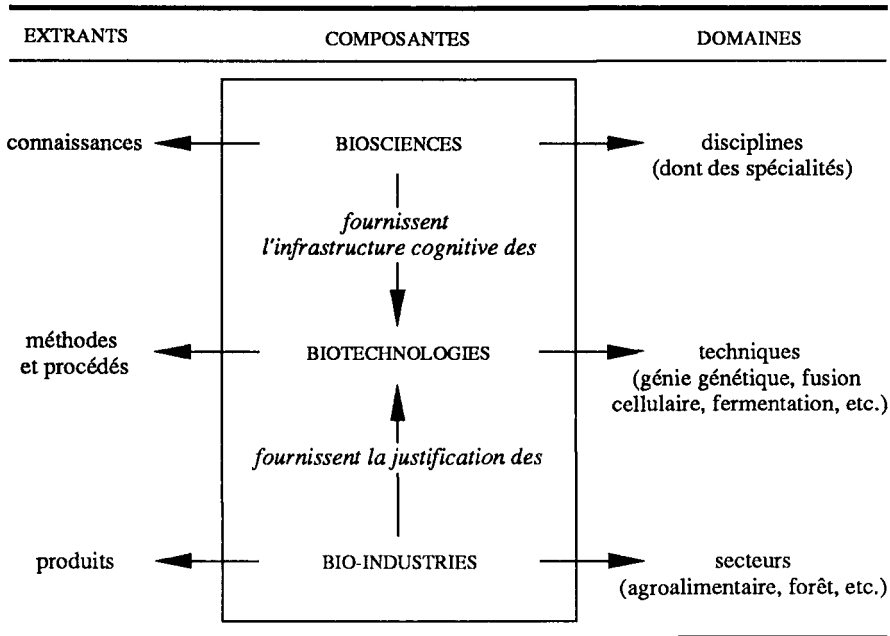 EXTRANTS COMPOSANTES DOMAINES
connaissances BIOSCIENCES disciplines
(dont des spécialités)
fournissent
l'infrastructure cognitive des
méthodes
et procédés BIOTECHNOLOGIES techniques
(génie génétique, fusion
cellulaire, fermentation, etc.)
fournissent la justification des
produits BIO-INDUSTRIES secteurs
(agroalimentaire, forêt, etc.)